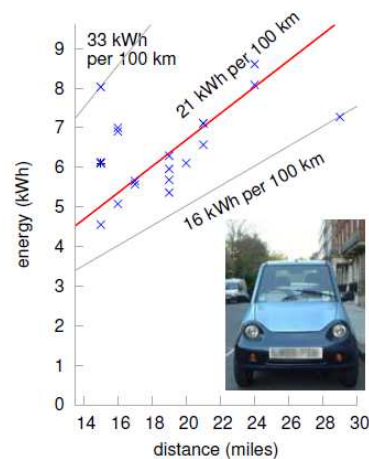 33 kWh
per 100 km
21 kWh per 100 km
16 kWh per 100 km
energy (kWh)
9
8
7
6
5
4
3
2
1
0
14 16 18 20 22 24 26 28 30
distance (miles)